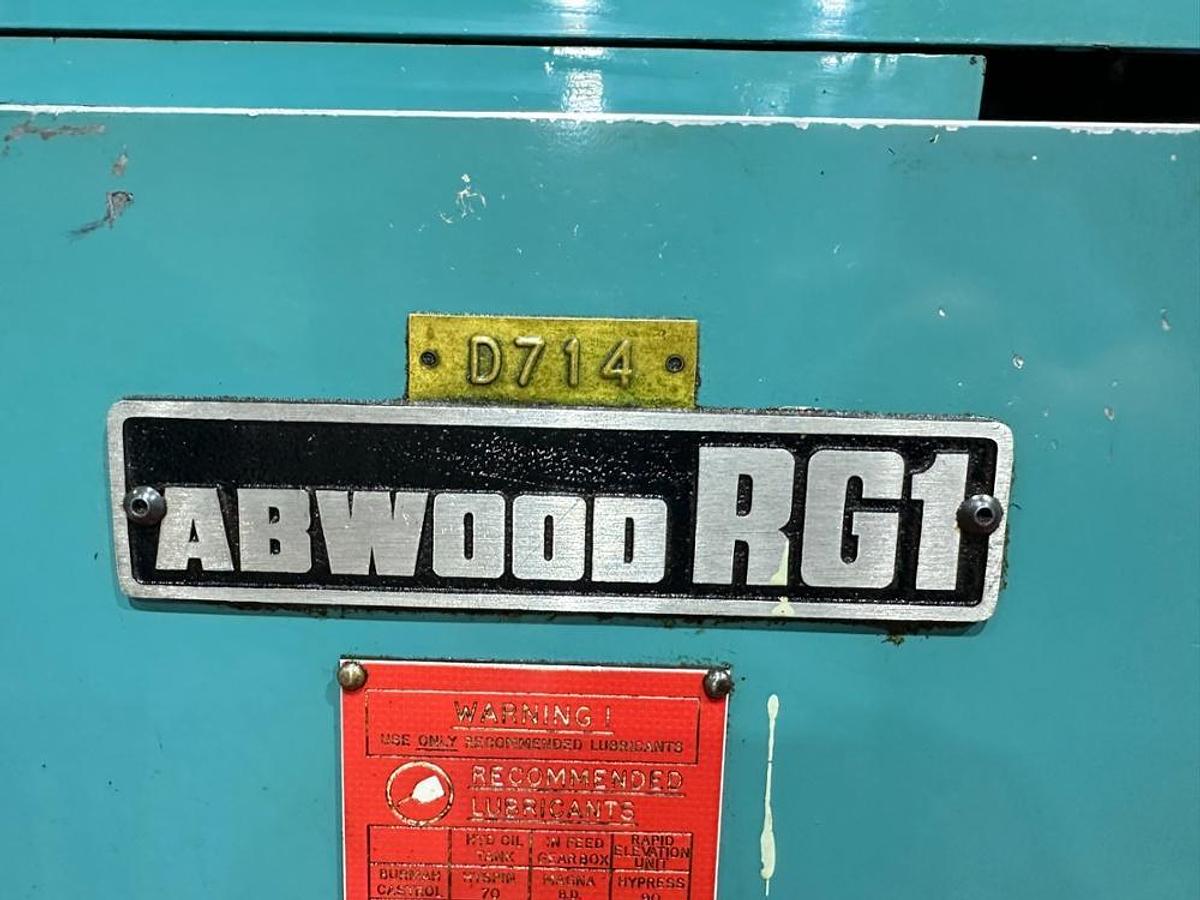 D714
ABWOOD RG1
WARNING !
USE ONLY RECOMMENDED LUBRICANTS
RECOMMENDED
LUBRICANTS
HYD OIL TANK
IN FEED GEARBOX
RAPID ELEVATION UNIT
BURMAH CASTROL
HYSPIN 70
MAGNA B.D.
HYPRESS